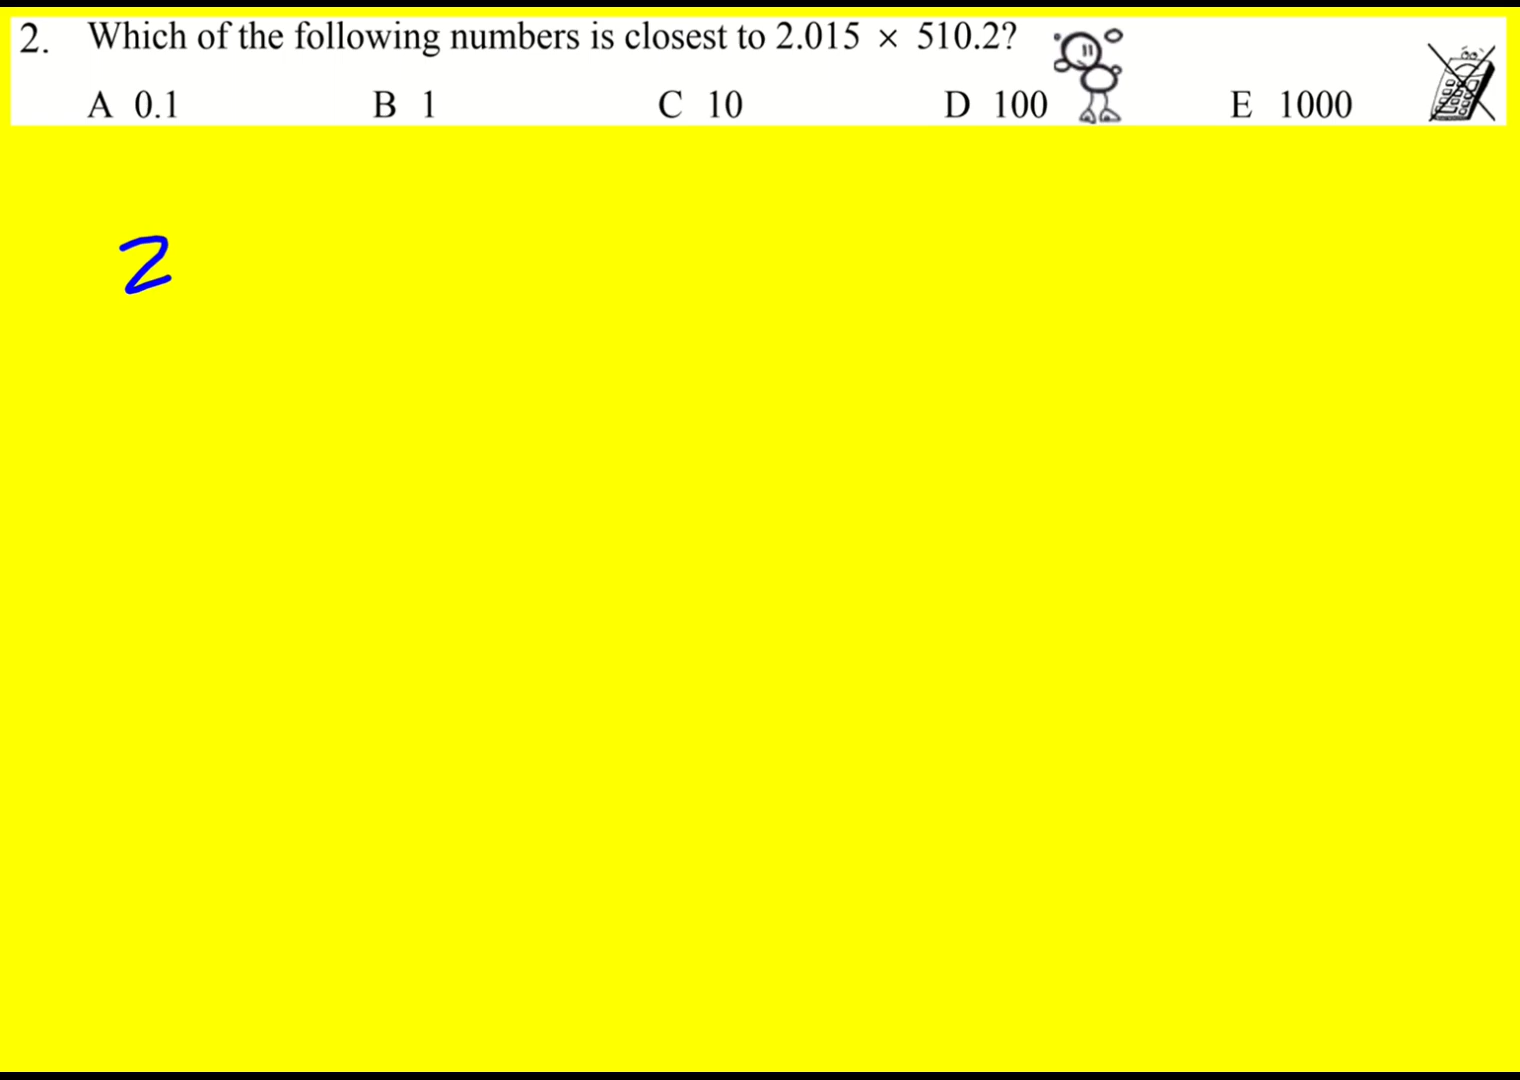 2. Which of the following numbers is closest to 2.015 × 510.2?
A 0.1 B 1 C 10 D 100 E 1000
2